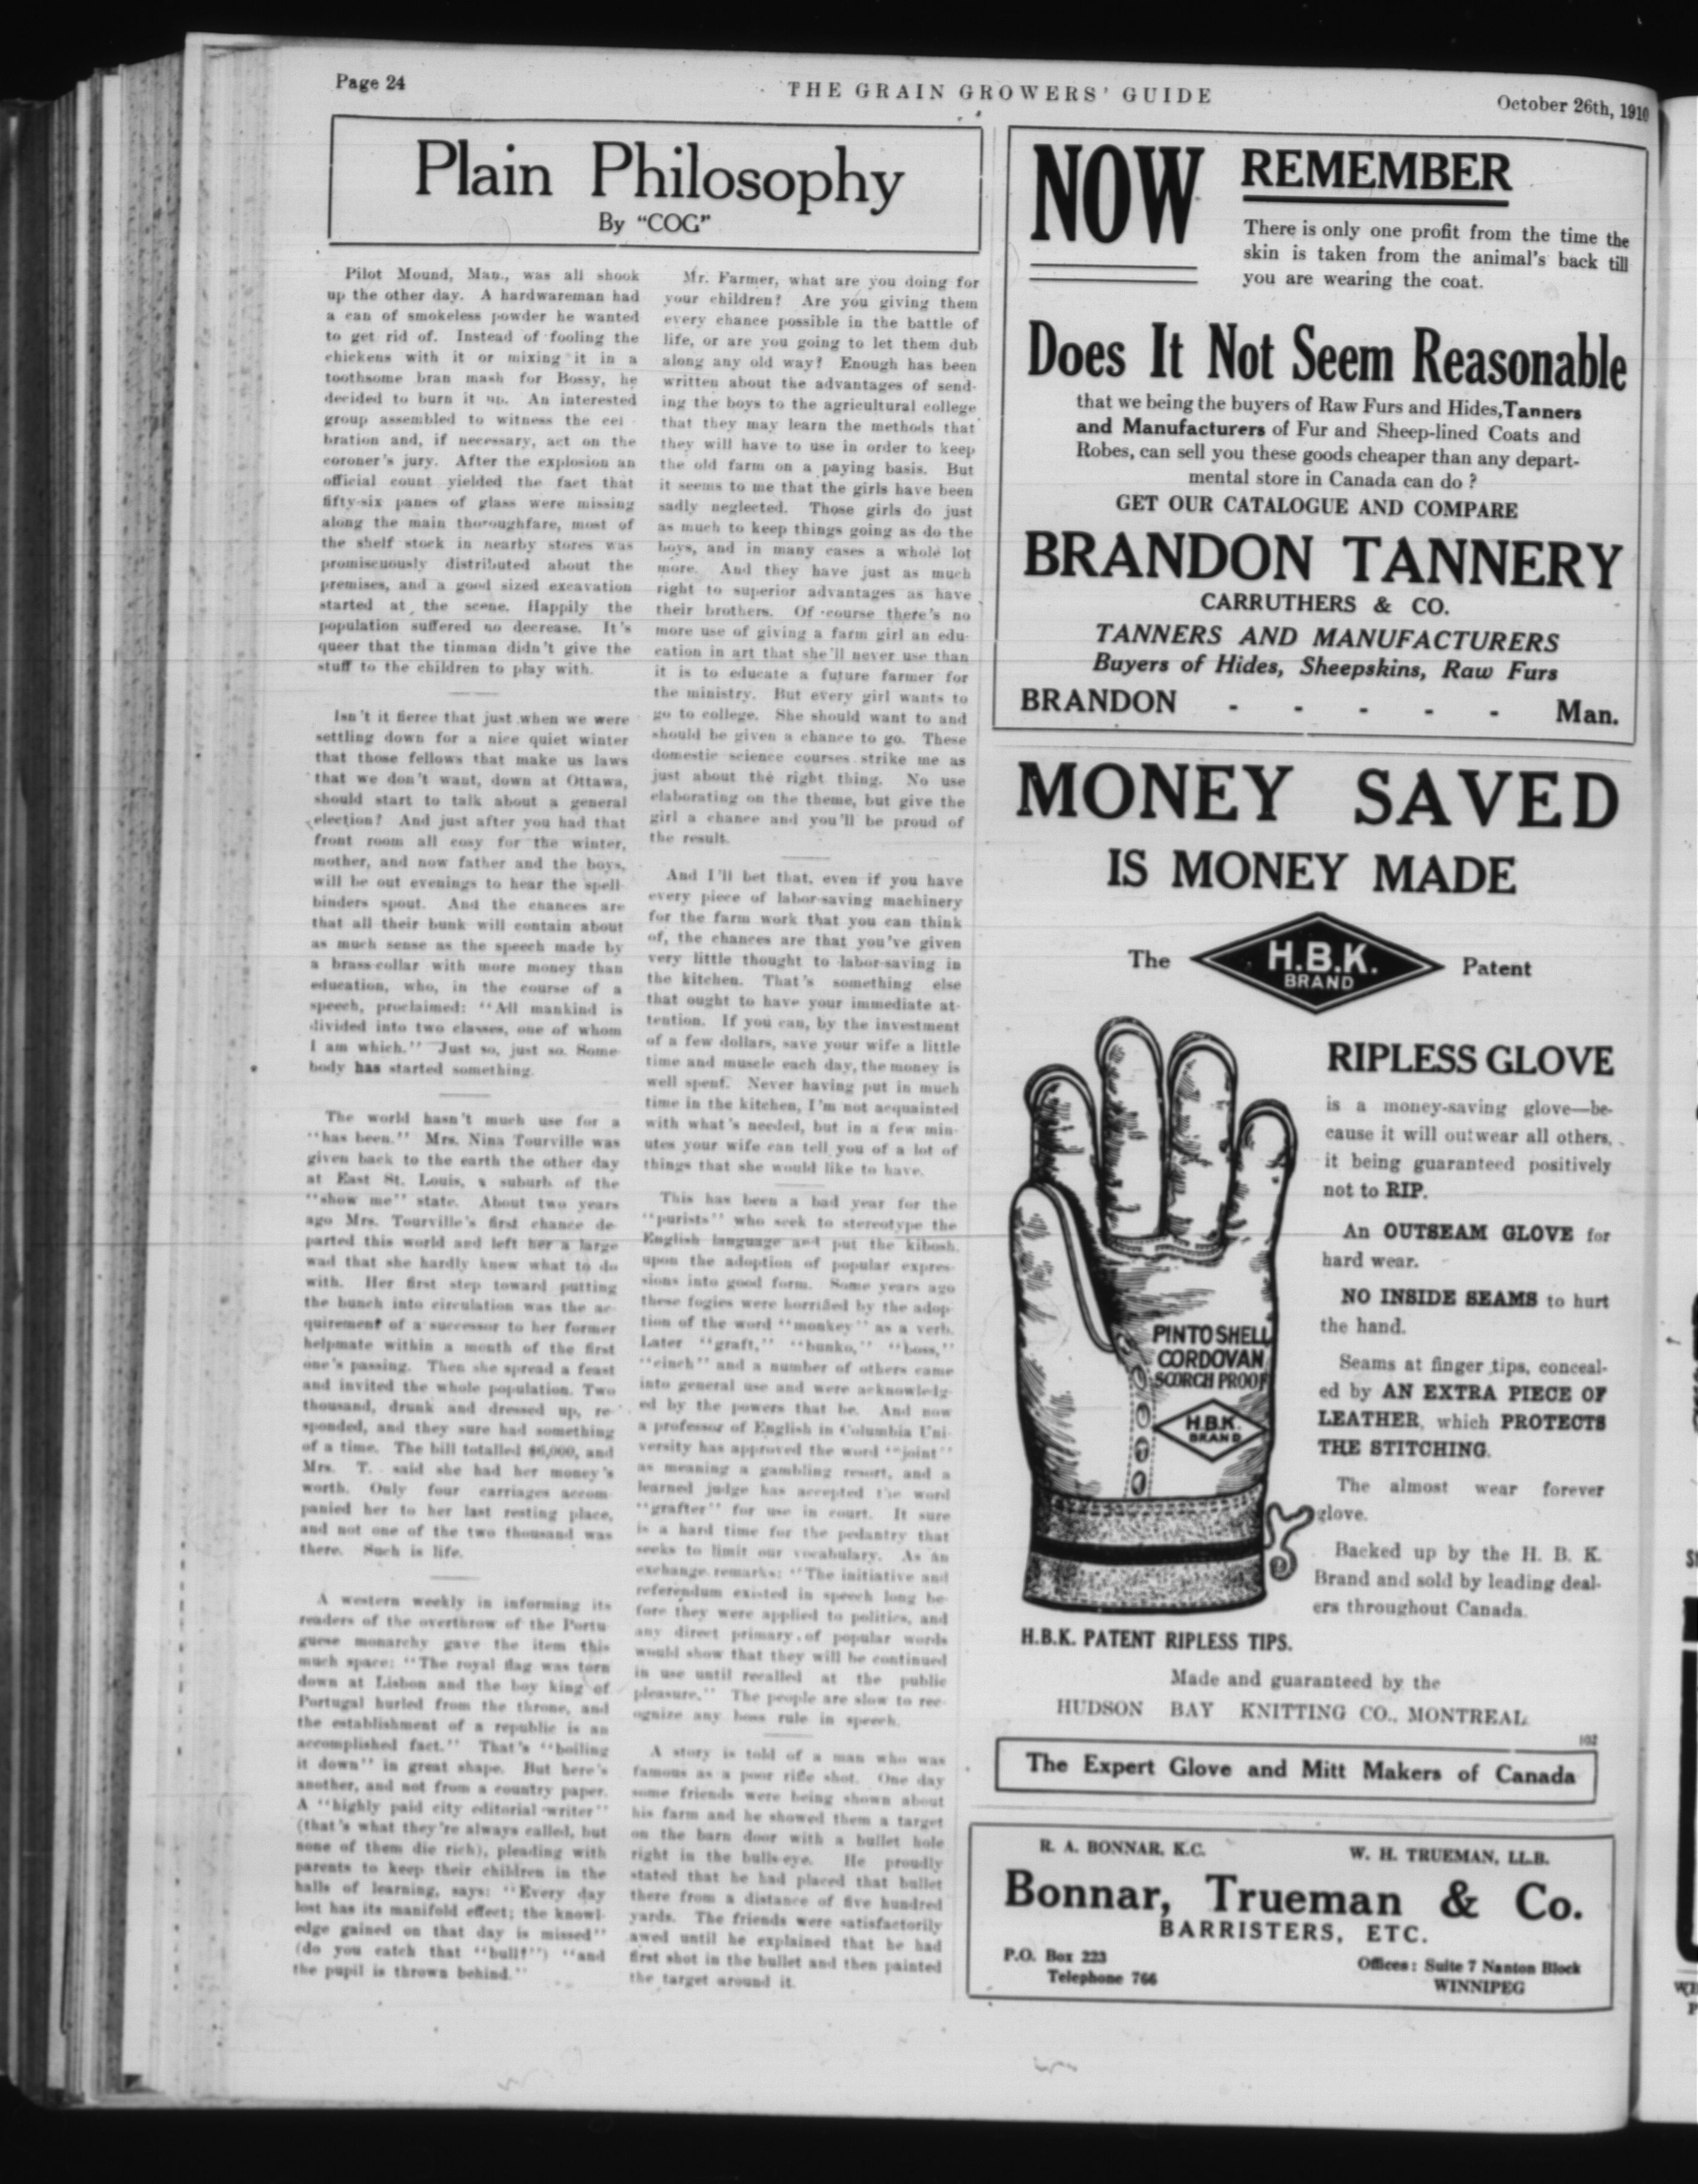 Page 24
THE GRAIN GROWERS' GUIDE
October 26th, 1910
Plain Philosophy
By "COG"
Pilot Mound, Man., was all shook
up the other day. A hardwareman had
a can of smokeless powder he wanted
to get rid of. Instead of fooling the
chickens with it or mixing it in a
toothsome bran mash for Bossy, he
decided to burn it up. An interested
group assembled to witness the cel
bration and, if necessary, act on the
coroner's jury. After the explosion an
official count yielded the fact that
fifty-six panes of glass were missing
along the main thoroughfare, most of
the shelf stock in nearby stores was
promiscuously distributed about the
premises, and a good sized excavation
started at the scene. Happily the
population suffered no decrease. It's
queer that the tinman didn't give the
stuff to the children to play with.
Isn't it fierce that just when we were
settling down for a nice quiet winter
that those fellows that make us laws
that we don't want, down at Ottawa,
should start to talk about a general
election? And just after you had that
front room all cosy for the winter,
mother, and now father and the boys,
will be out evenings to hear the spell-
binders spout. And the chances are
that all their bunk will contain about
as much sense as the speech made by
a brass-collar with more money than
education, who, in the course of a
speech, proclaimed: "All mankind is
divided into two classes, one of whom
I am which." Just so, just so. Some-
body has started something.
The world hasn't much use for a
"has been." Mrs. Nina Tourville was
given back to the earth the other day
at East St. Louis, a suburb of the
"show me" state. About two years
ago Mrs. Tourville's first chance de-
parted this world and left her a large
wad that she hardly knew what to do
with. Her first step toward putting
the bunch into circulation was the ac-
quirement of a successor to her former
helpmate within a month of the first
one's passing. Then she spread a feast
and invited the whole population. Two
thousand, drunk and dressed up, re-
sponded, and they sure had something
of a time. The bill totalled $6,000, and
Mrs. T. said she had her money's
worth. Only four carriages accom-
panied her to her last resting place,
and not one of the two thousand was
there. Such is life.
A western weekly in informing its
readers of the overthrow of the Portu-
guese monarchy gave the item this
much space: "The royal flag was torn
down at Lisbon and the boy king of
Portugal hurled from the throne, and
the establishment of a republic is an
accomplished fact." That's "boiling
it down" in great shape. But here's
another, and not from a country paper.
A "highly paid city editorial writer"
(that's what they're always called, but
none of them die rich), pleading with
parents to keep their children in the
halls of learning, says: "Every day
lost has its manifold effect; the knowl-
edge gained on that day is missed"
(do you catch that "bull?") "and
the pupil is thrown behind."
Mr. Farmer, what are you doing for
your children? Are you giving them
every chance possible in the battle of
life, or are you going to let them dub
along any old way? Enough has been
written about the advantages of send-
ing the boys to the agricultural college
that they may learn the methods that
they will have to use in order to keep
the old farm on a paying basis. But
it seems to me that the girls have been
sadly neglected. Those girls do just
as much to keep things going as do the
boys, and in many cases a whole lot
more. And they have just as much
right to superior advantages as have
their brothers. Of course there's no
more use of giving a farm girl an edu-
cation in art that she'll never use than
it is to educate a future farmer for
the ministry. But every girl wants to
go to college. She should want to and
should be given a chance to go. These
domestic science courses strike me as
just about the right thing. No use
elaborating on the theme, but give the
girl a chance and you'll be proud of
the result.
And I'll bet that, even if you have
every piece of labor-saving machinery
for the farm work that you can think
of, the chances are that you've given
very little thought to labor-saving in
the kitchen. That's something else
that ought to have your immediate at-
tention. If you can, by the investment
of a few dollars, save your wife a little
time and muscle each day, the money is
well spent. Never having put in much
time in the kitchen, I'm not acquainted
with what's needed, but in a few min-
utes your wife can tell you of a lot of
things that she would like to have.
This has been a bad year for the
"purists" who seek to stereotype the
English language and put the kibosh
upon the adoption of popular expres-
sions into good form. Some years ago
these fogies were horrified by the adop-
tion of the word "monkey" as a verb.
Later "graft," "bunko," "boss,"
"cinch" and a number of others came
into general use and were acknowledg-
ed by the powers that be. And now
a professor of English in Columbia Uni-
versity has approved the word "joint"
as meaning a gambling resort, and a
learned judge has accepted the word
"grafter" for use in court. It sure
is a hard time for the pedantry that
seeks to limit our vocabulary. As an
exchange remarks: "The initiative and
referendum existed in speech long be-
fore they were applied to politics, and
any direct primary of popular words
would show that they will be continued
in use until recalled at the public
pleasure." The people are slow to rec-
ognize any boss rule in speech.
A story is told of a man who was
famous as a poor rifle shot. One day
some friends were being shown about
his farm and he showed them a target
on the barn door with a bullet hole
right in the bulls-eye. He proudly
stated that he had placed that bullet
there from a distance of five hundred
yards. The friends were satisfactorily
awed until he explained that he had
first shot in the bullet and then painted
the target around it.
NOW REMEMBER
There is only one profit from the time the
skin is taken from the animal's back till
you are wearing the coat.
Does It Not Seem Reasonable
that we being the buyers of Raw Furs and Hides, Tanners
and Manufacturers of Fur and Sheep-lined Coats and
Robes, can sell you these goods cheaper than any depart-
mental store in Canada can do ?
GET OUR CATALOGUE AND COMPARE
BRANDON TANNERY
CARRUTHERS & CO.
TANNERS AND MANUFACTURERS
Buyers of Hides, Sheepskins, Raw Furs
BRANDON - - - - - Man.
MONEY SAVED
IS MONEY MADE
The H.B.K. BRAND Patent
RIPLESS GLOVE
is a money-saving glove—be-
cause it will outwear all others,
it being guaranteed positively
not to RIP.
An OUTSEAM GLOVE for
hard wear.
NO INSIDE SEAMS to hurt
the hand.
Seams at finger tips, conceal-
ed by AN EXTRA PIECE OF
LEATHER, which PROTECTS
THE STITCHING.
The almost wear forever
glove.
Backed up by the H. B. K.
Brand and sold by leading deal-
ers throughout Canada.
PINTO SHELL
CORDOVAN
SCORCH PROOF
H.B.K.
BRAND
H.B.K. PATENT RIPLESS TIPS.
Made and guaranteed by the
HUDSON BAY KNITTING CO., MONTREAL
102
The Expert Glove and Mitt Makers of Canada
R. A. BONNAR, K.C. W. H. TRUEMAN, LL.B.
Bonnar, Trueman & Co.
BARRISTERS, ETC.
P.O. Box 223
Telephone 766
Offices: Suite 7 Nanton Block
WINNIPEG